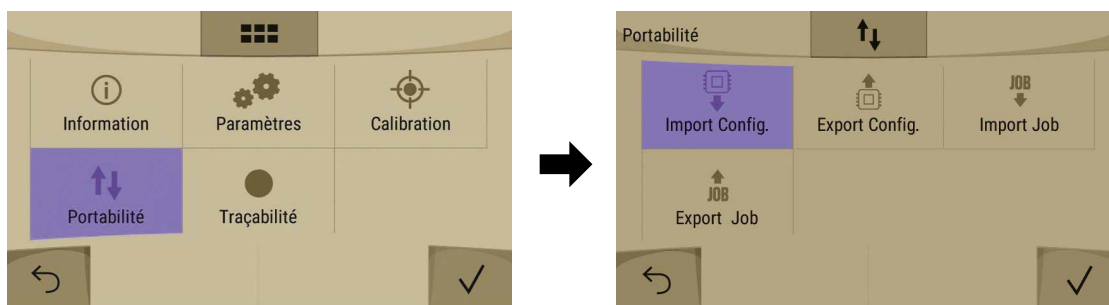 Information
Paramètres
Calibration
Portabilité
Traçabilité
Portabilité
Import Config.
Export Config.
JOB
Import Job
JOB
Export Job